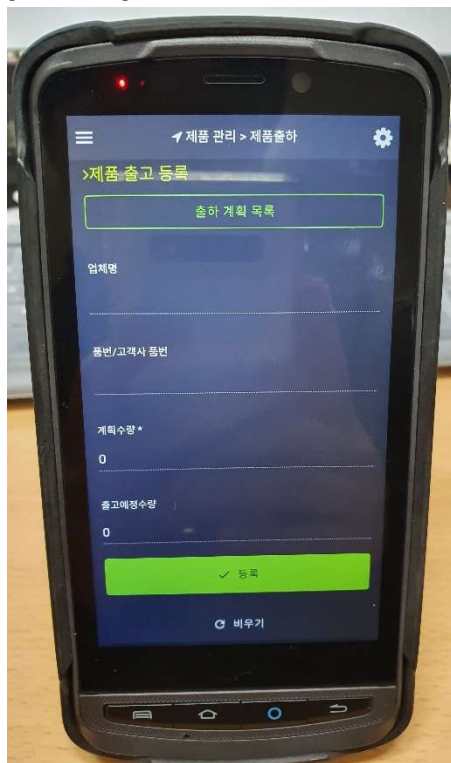 제품 관리 > 제품출하
>제품 출고 등록
출하 계획 목록
업체명
품번/고객사 품번
계획수량 *
0
출고예정수량
0
✓ 등록
비우기